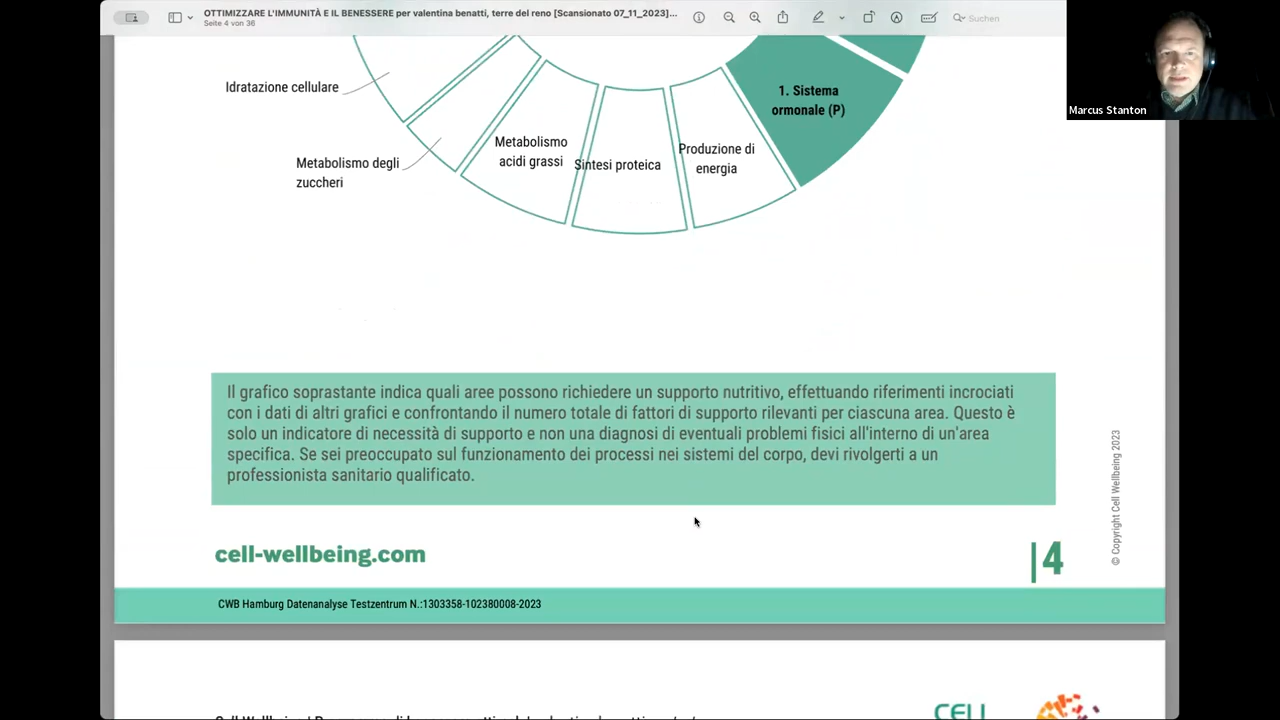 OTTIMIZZARE L'IMMUNITÀ E IL BENESSERE per valentina benatti, terre del reno [Scansionato 07_11_2023]...
Seite 4 von 36
Suchen
Marcus Stanton
Idratazione cellulare
Metabolismo degli
zuccheri
Metabolismo
acidi grassi
Sintesi proteica
Produzione di
energia
1. Sistema
ormonale (P)
Il grafico soprastante indica quali aree possono richiedere un supporto nutritivo, effettuando riferimenti incrociati
con i dati di altri grafici e confrontando il numero totale di fattori di supporto rilevanti per ciascuna area. Questo è
solo un indicatore di necessità di supporto e non una diagnosi di eventuali problemi fisici all'interno di un'area
specifica. Se sei preoccupato sul funzionamento dei processi nei sistemi del corpo, devi rivolgerti a un
professionista sanitario qualificato.
© Copyright Cell Wellbeing 2023
cell-wellbeing.com
|4
CWB Hamburg Datenanalyse Testzentrum N.:1303358-102380008-2023
CELL